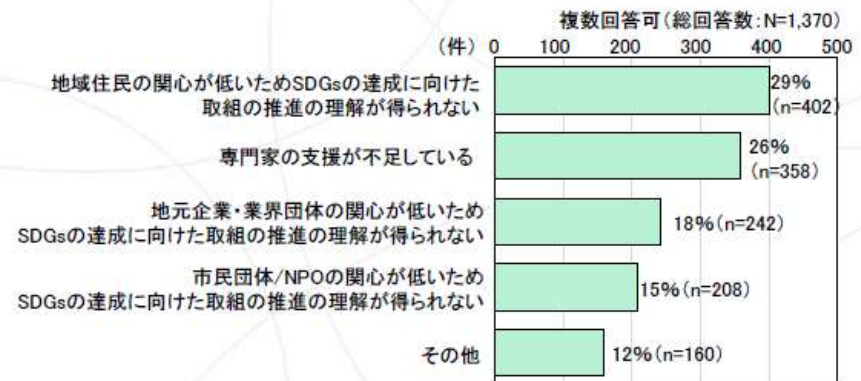 複数回答可（総回答数：N=1,370）
（件） 0 100 200 300 400 500
地域住民の関心が低いためSDGsの達成に向けた
取組の推進の理解が得られない
29%
（n=402）
専門家の支援が不足している
26%
（n=358）
地元企業・業界団体の関心が低いため
SDGsの達成に向けた取組の推進の理解が得られない
18%（n=242）
市民団体/NPOの関心が低いため
SDGsの達成に向けた取組の推進の理解が得られない
15%（n=208）
その他
12%（n=160）